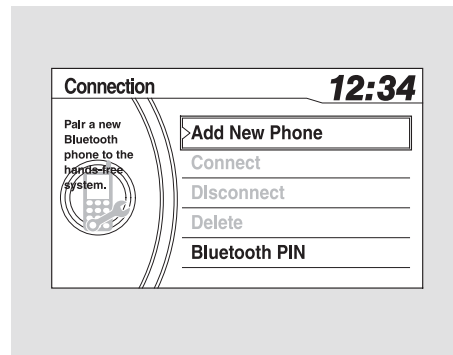 Connection
12:34
Pair a new
Bluetooth
phone to the
hands-free
system.
Add New Phone
Connect
Disconnect
Delete
Bluetooth PIN